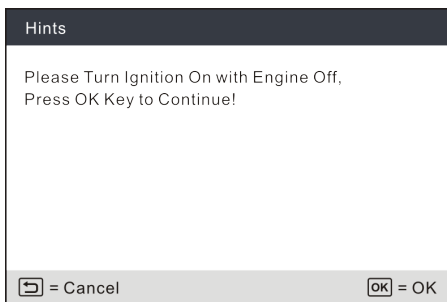 Hints
Please Turn Ignition On with Engine Off,
Press OK Key to Continue!
= Cancel
OK = OK